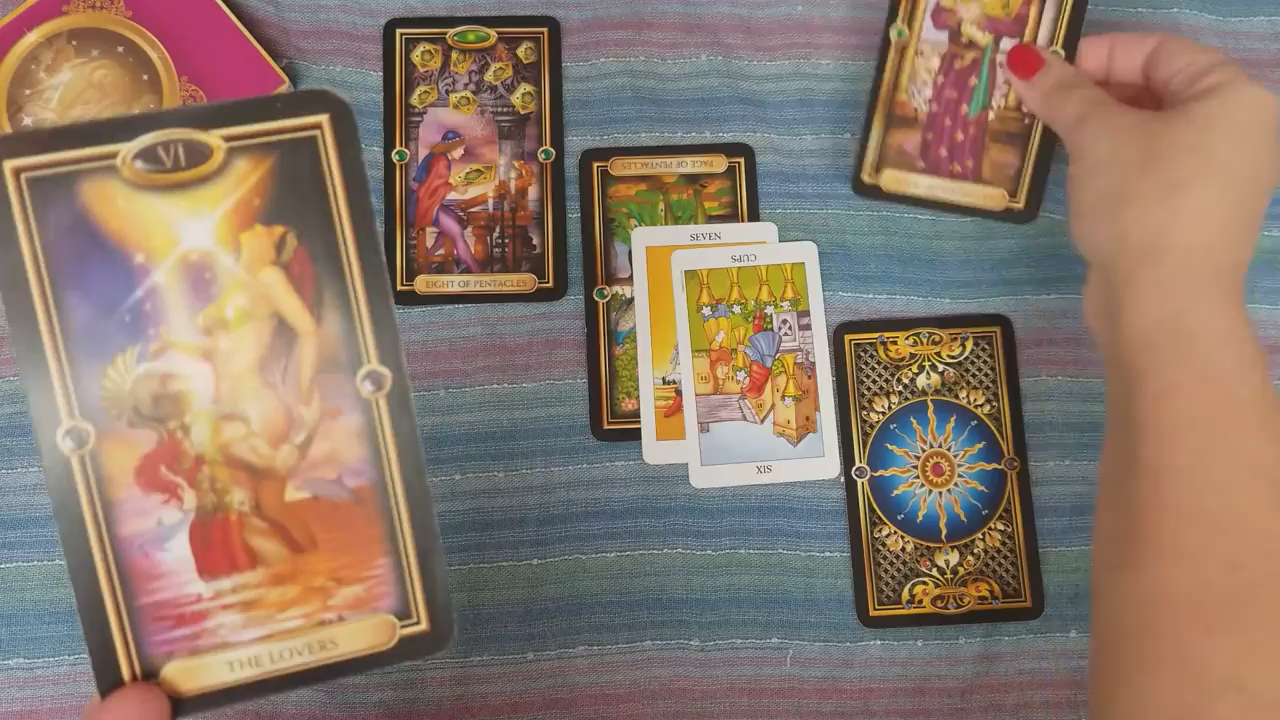 VI
THE LOVERS
EIGHT OF PENTACLES
PAGE OF PENTACLES
SEVEN
CUPS
SIX